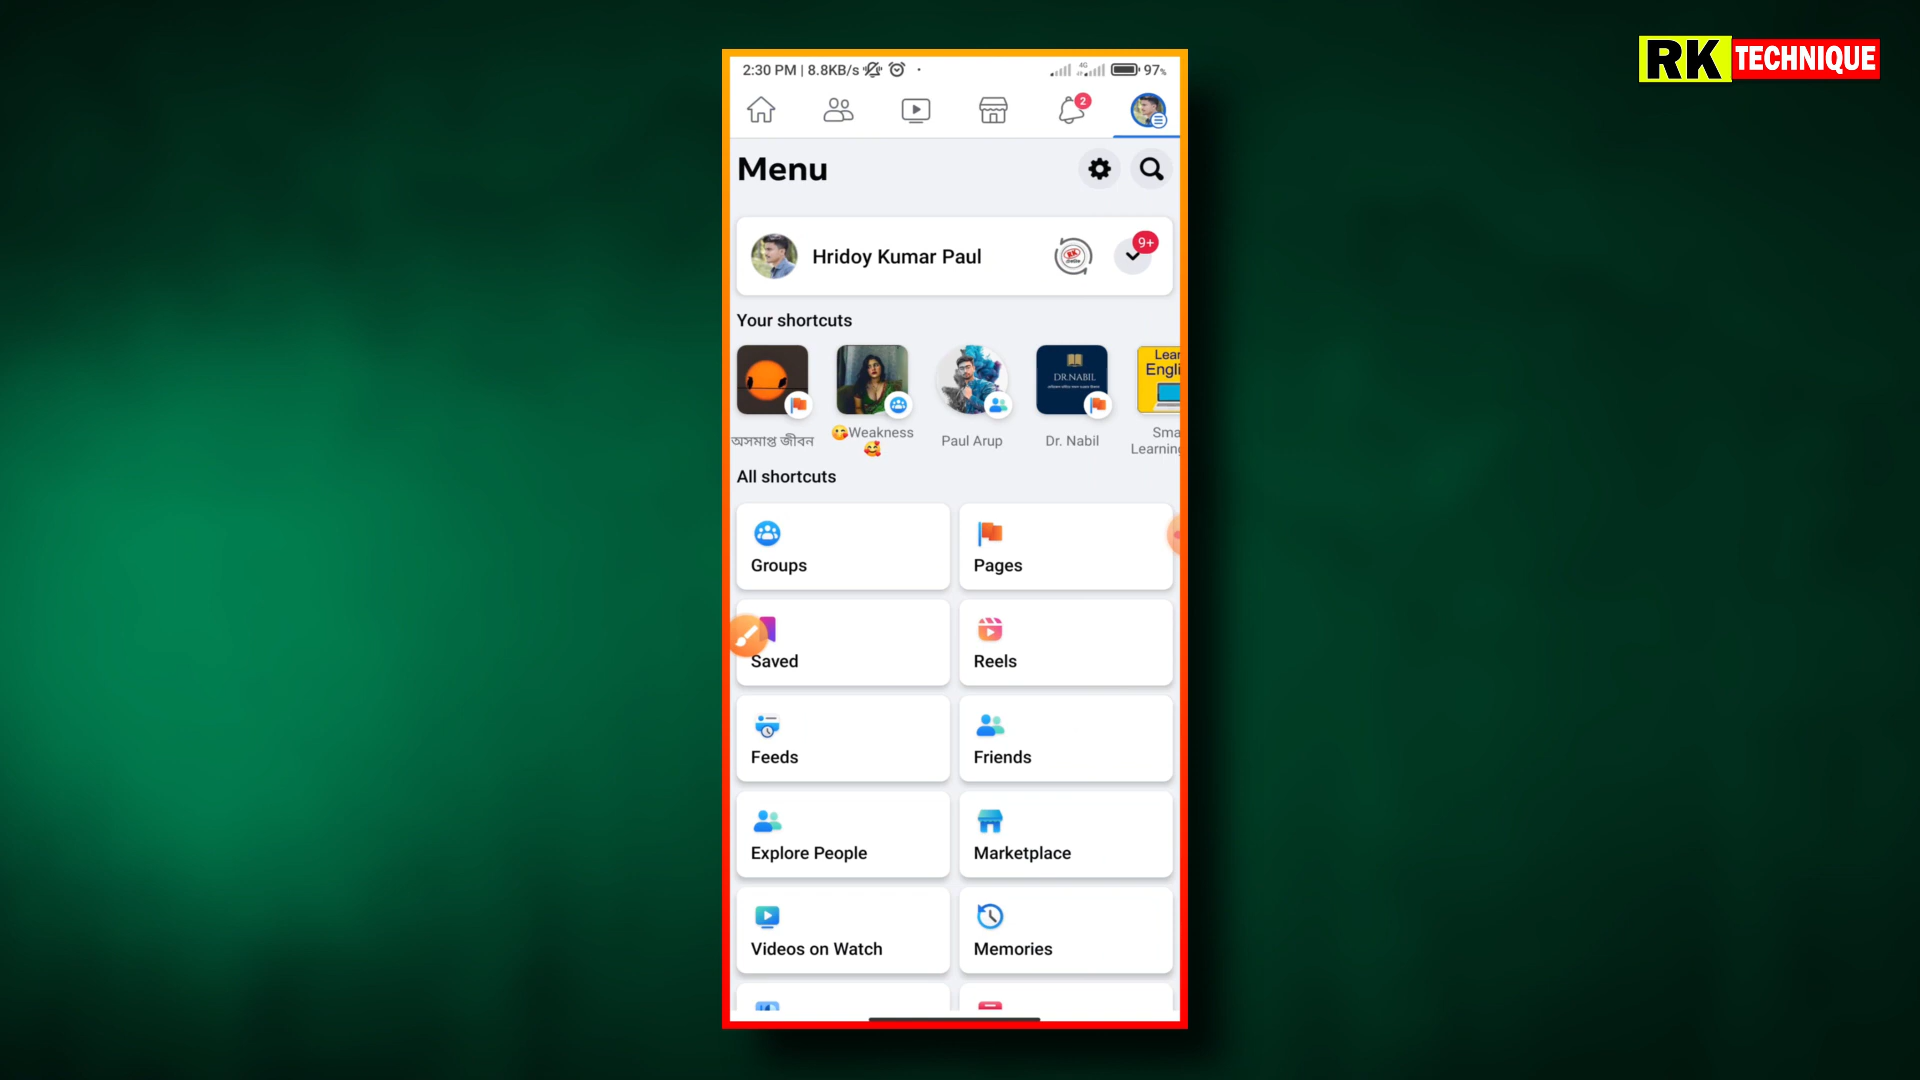 RK TECHNIQUE
2:30 PM | 8.8KB/s
4G
97%
2
Menu
Hridoy Kumar Paul
9+
Your shortcuts
DR.NABIL
Lear
Engli
অসমাপ্ত জীবন
😘Weakness
🥰
Paul Arup
Dr. Nabil
Sma
Learning
All shortcuts
Groups
Pages
Saved
Reels
Feeds
Friends
Explore People
Marketplace
Videos on Watch
Memories